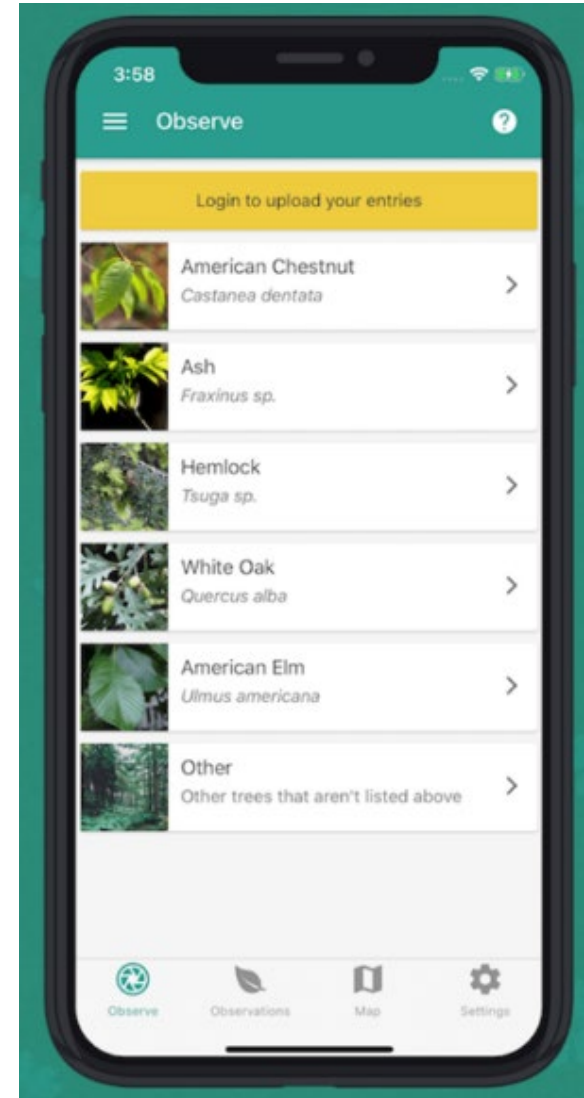 3:58
Observe
?
Login to upload your entries
American Chestnut
Castanea dentata
Ash
Fraxinus sp.
Hemlock
Tsuga sp.
White Oak
Quercus alba
American Elm
Ulmus americana
Other
Other trees that aren't listed above
Observe Observations Map Settings